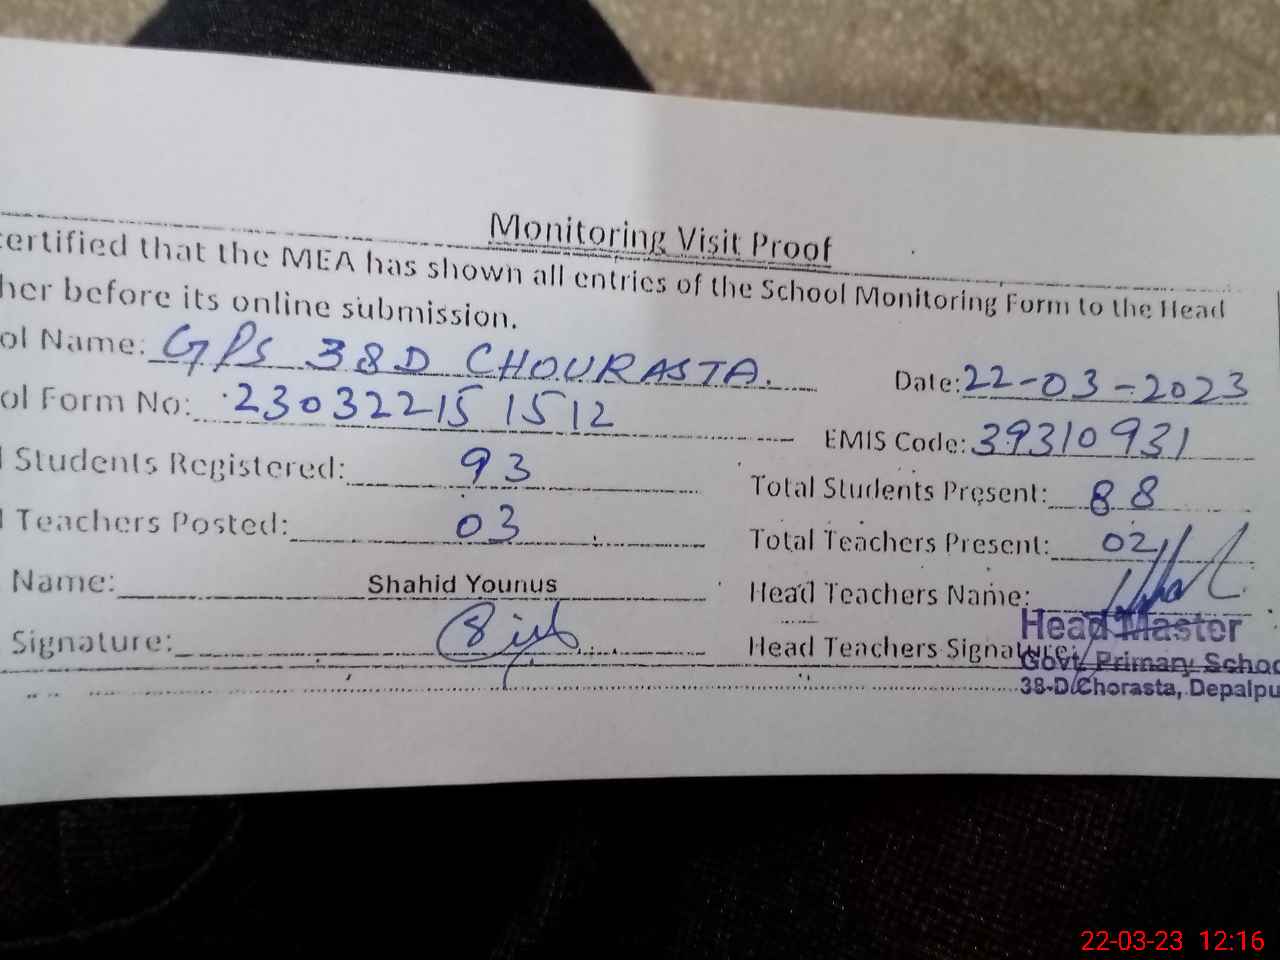 Monitoring Visit Proof
certified that the MEA has shown all entries of the School Monitoring Form to the Head
her before its online submission.
ol Name: GPS 38D CHOURASTA.
Date: 22-03-2023
ol Form No: 230322151512
EMIS Code: 39310931
l Students Registered: 93
Total Students Present: 88
l Teachers Posted: 03
Total Teachers Present: 02
Name: Shahid Younus
Head Teachers Name:
Signature:
Head Teachers Signature:
Head Master
Govt. Primary Schoo
38-D/Chorasta, Depalpu
22-03-23 12:16